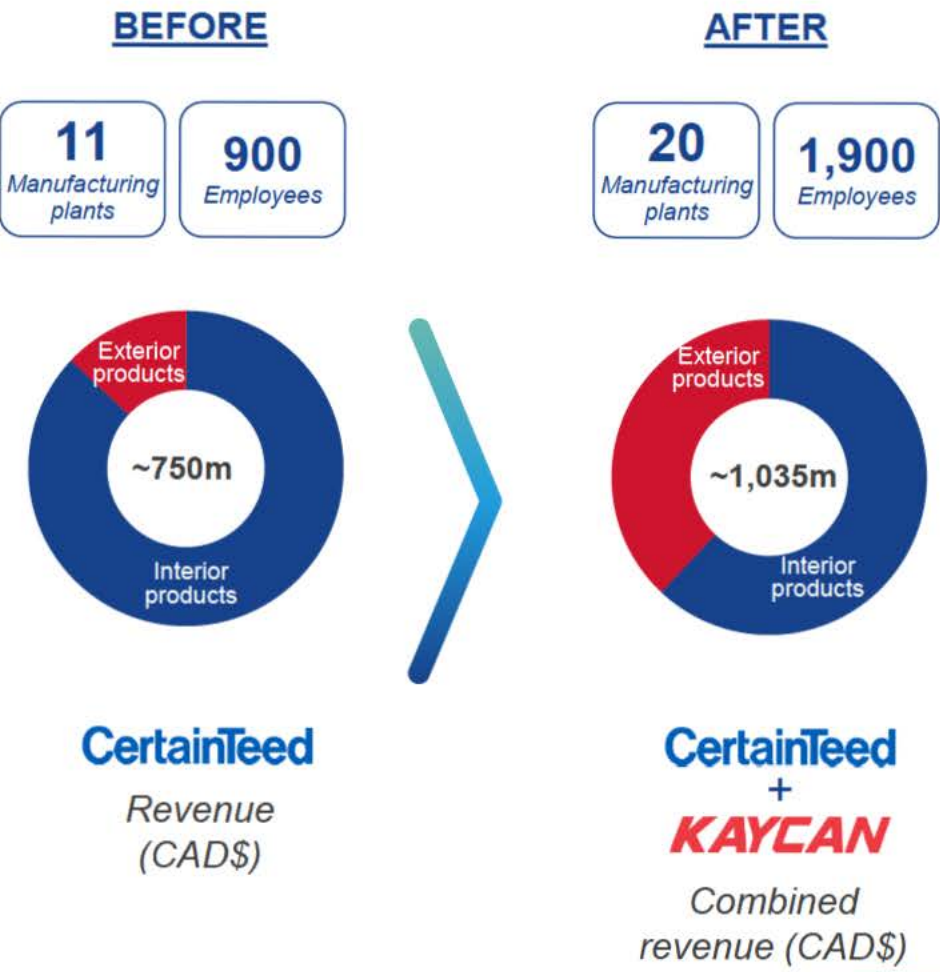 BEFORE
11
Manufacturing
plants
900
Employees
Exterior
products
~750m
Interior
products
CertainTeed
Revenue
(CAD$)
AFTER
20
Manufacturing
plants
1,900
Employees
Exterior
products
~1,035m
Interior
products
CertainTeed
+
KAYCAN
Combined
revenue (CAD$)